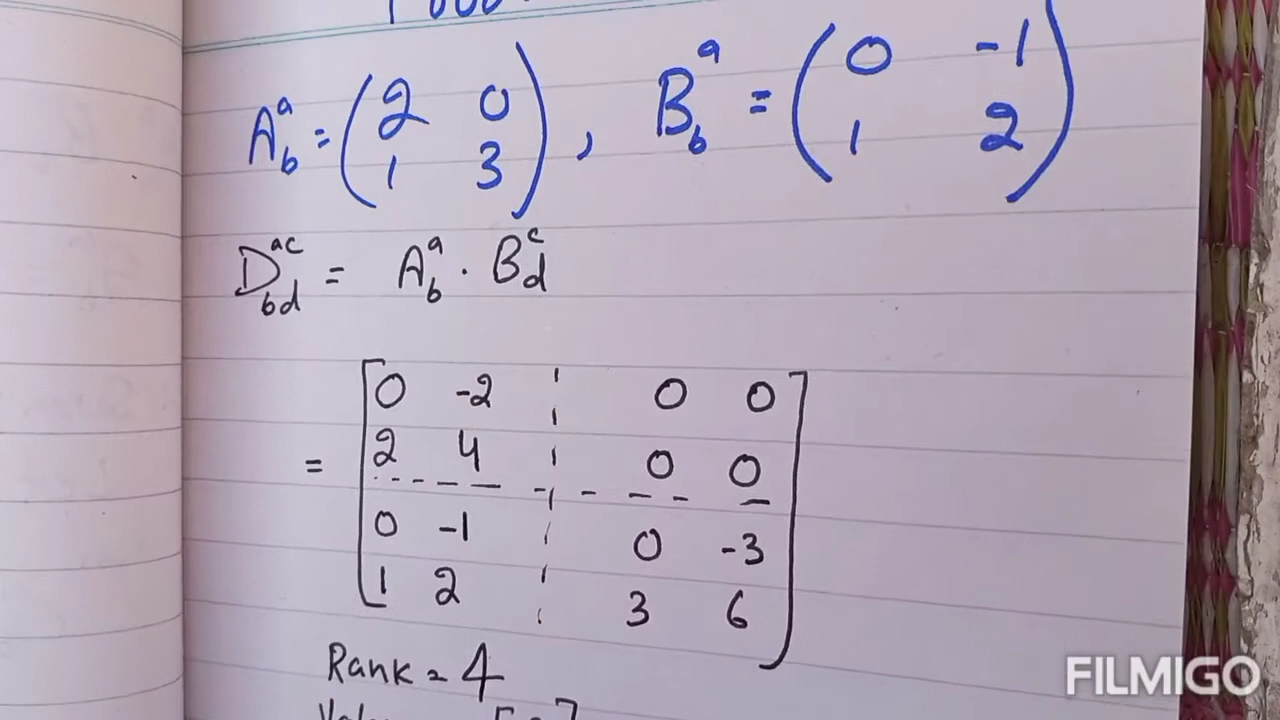 A^a_b = (2 0; 1 3), B^a_b = (0 -1; 1 2)
D^ac_bd = A^a_b · B^c_d
= [0 -2 ¦ 0 0
2 4 ¦ 0 0
0 -1 ¦ 0 -3
1 2 ¦ 3 6]
Rank = 4
FILMIGO